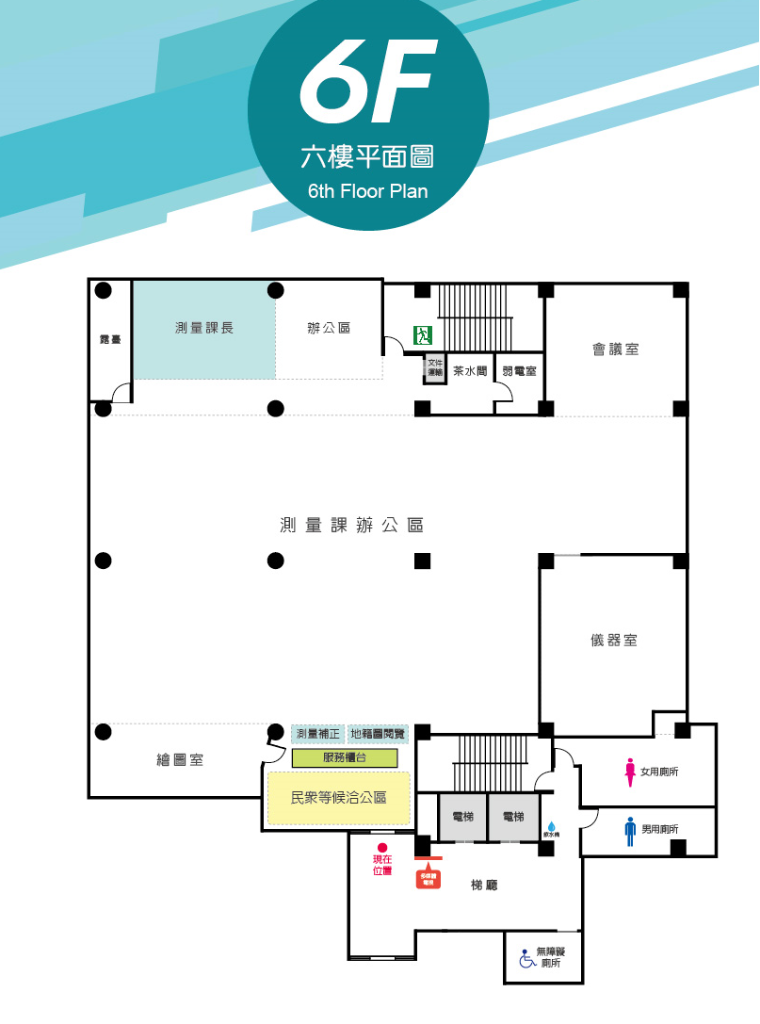 6F
六樓平面圖
6th Floor Plan
露臺
測量課長
辦公區
文件
運輸
茶水間
弱電室
會議室
測量課辦公區
儀器室
繪圖室
測量補正
地籍圖閱覽
服務櫃台
民眾等候洽公區
電梯
電梯
飲水機
女用廁所
男用廁所
現在
位置
梯廳
無障礙
廁所